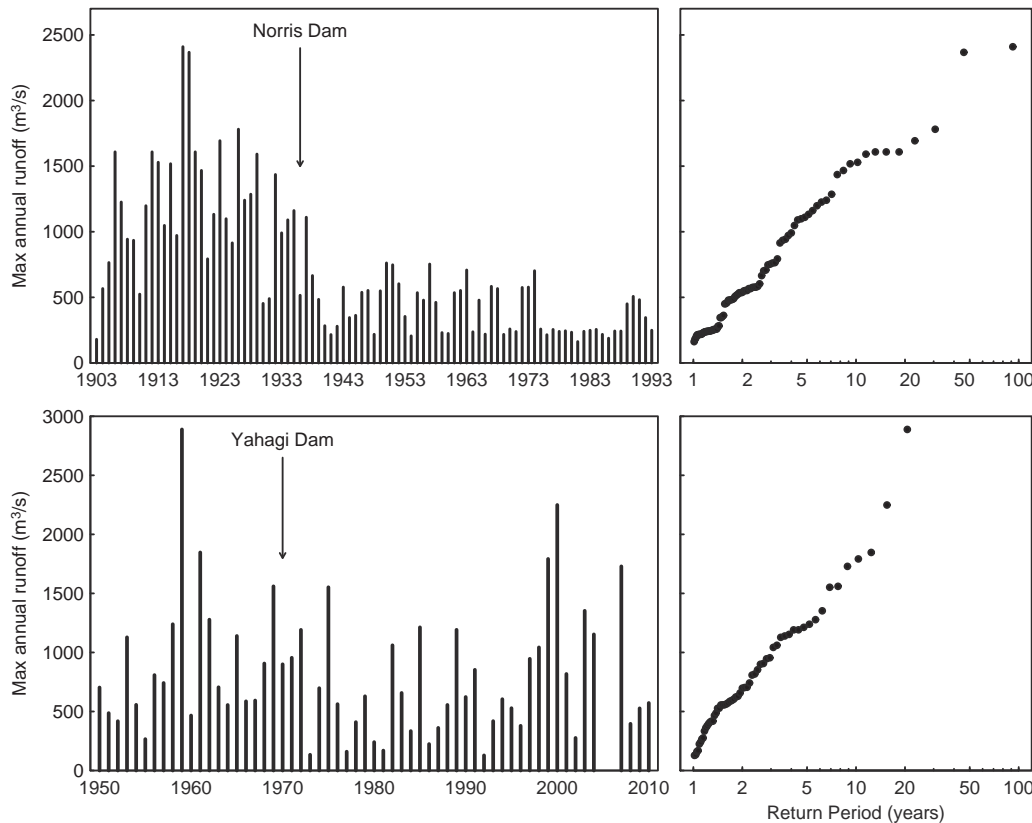 Max annual runoff (m³/s)
2500
2000
1500
1000
500
0
Norris Dam
1903 1913 1923 1933 1943 1953 1963 1973 1983 1993
1 2 5 10 20 50 100
Max annual runoff (m³/s)
3000
2500
2000
1500
1000
500
0
Yahagi Dam
1950 1960 1970 1980 1990 2000 2010
1 2 5 10 20 50 100
Return Period (years)